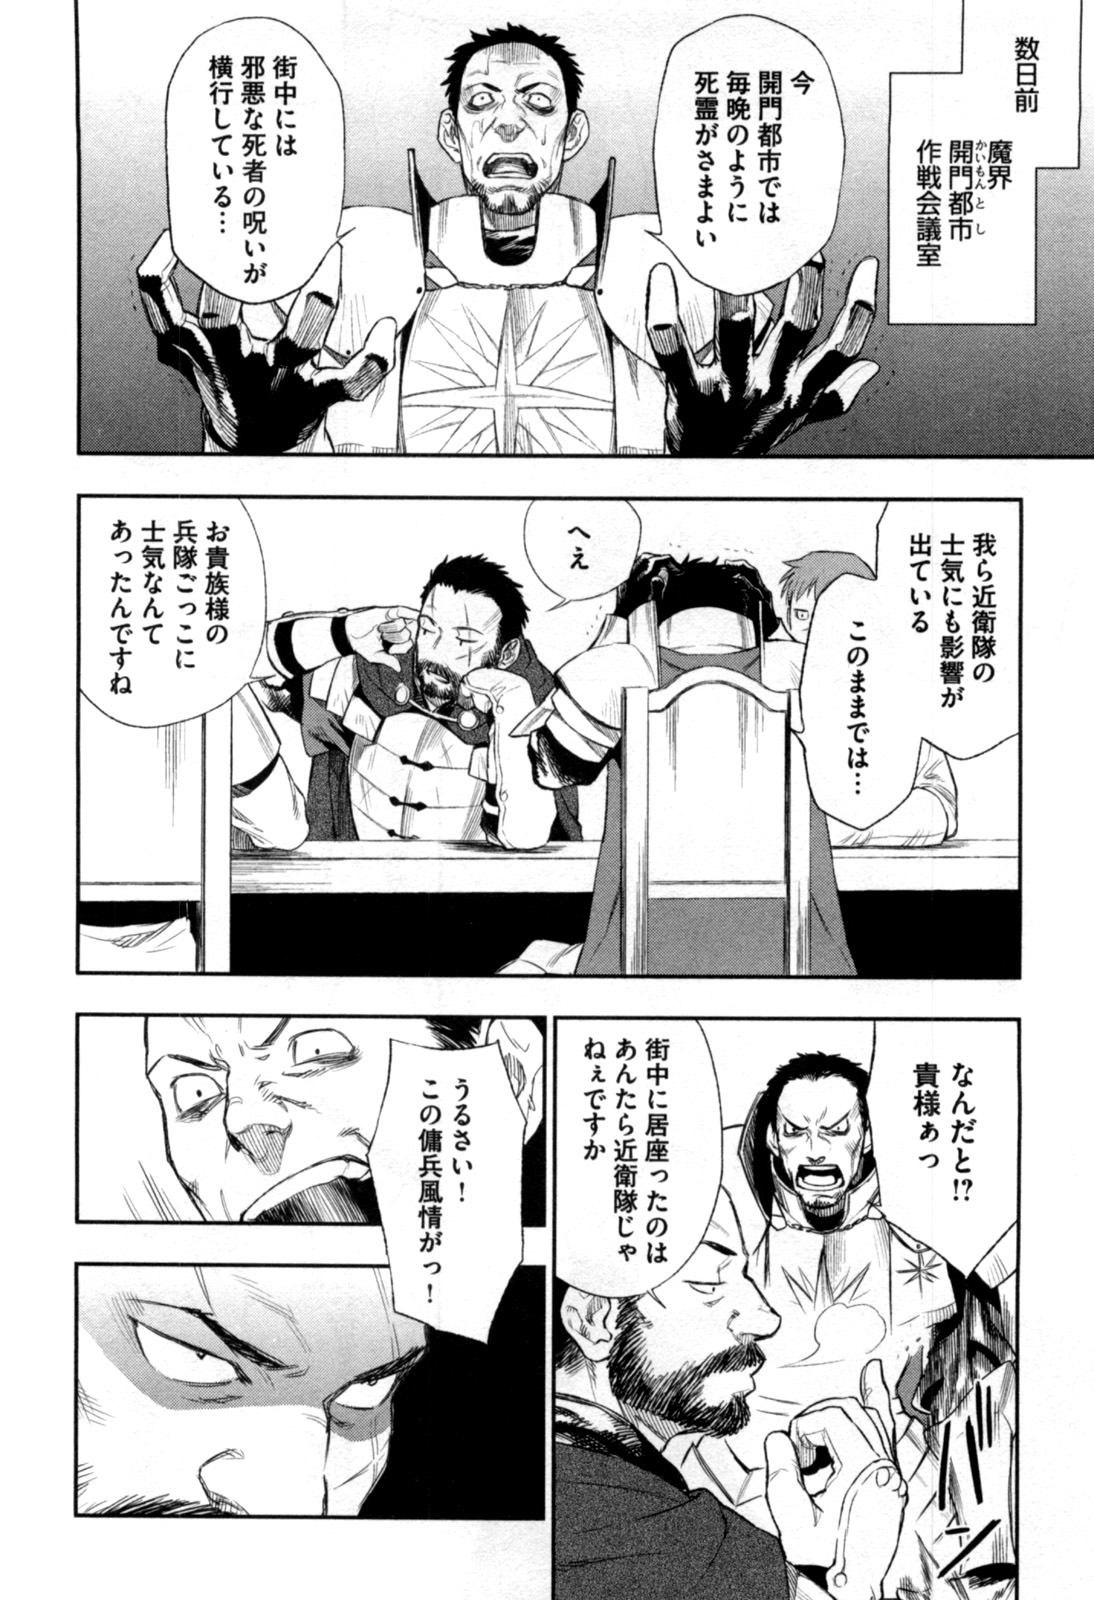 数日前
魔界
開門都市
かいもんとし
作戦会議室
今
開門都市では
毎晩のように
死霊がさまよい
街中には
邪悪な死者の呪いが
横行している…
我ら近衛隊の
士気にも影響が
出ている
このままでは…
へえ
お貴族様の
兵隊ごっこに
士気なんて
あったんですね
なんだと!?
貴様ぁっ
街中に居座ったのは
あんたら近衛隊じゃ
ねぇですか
うるさい!
この傭兵風情がっ!